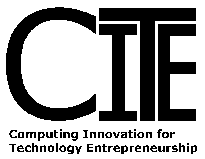 CITE
Computing Innovation for
Technology Entrepreneurship